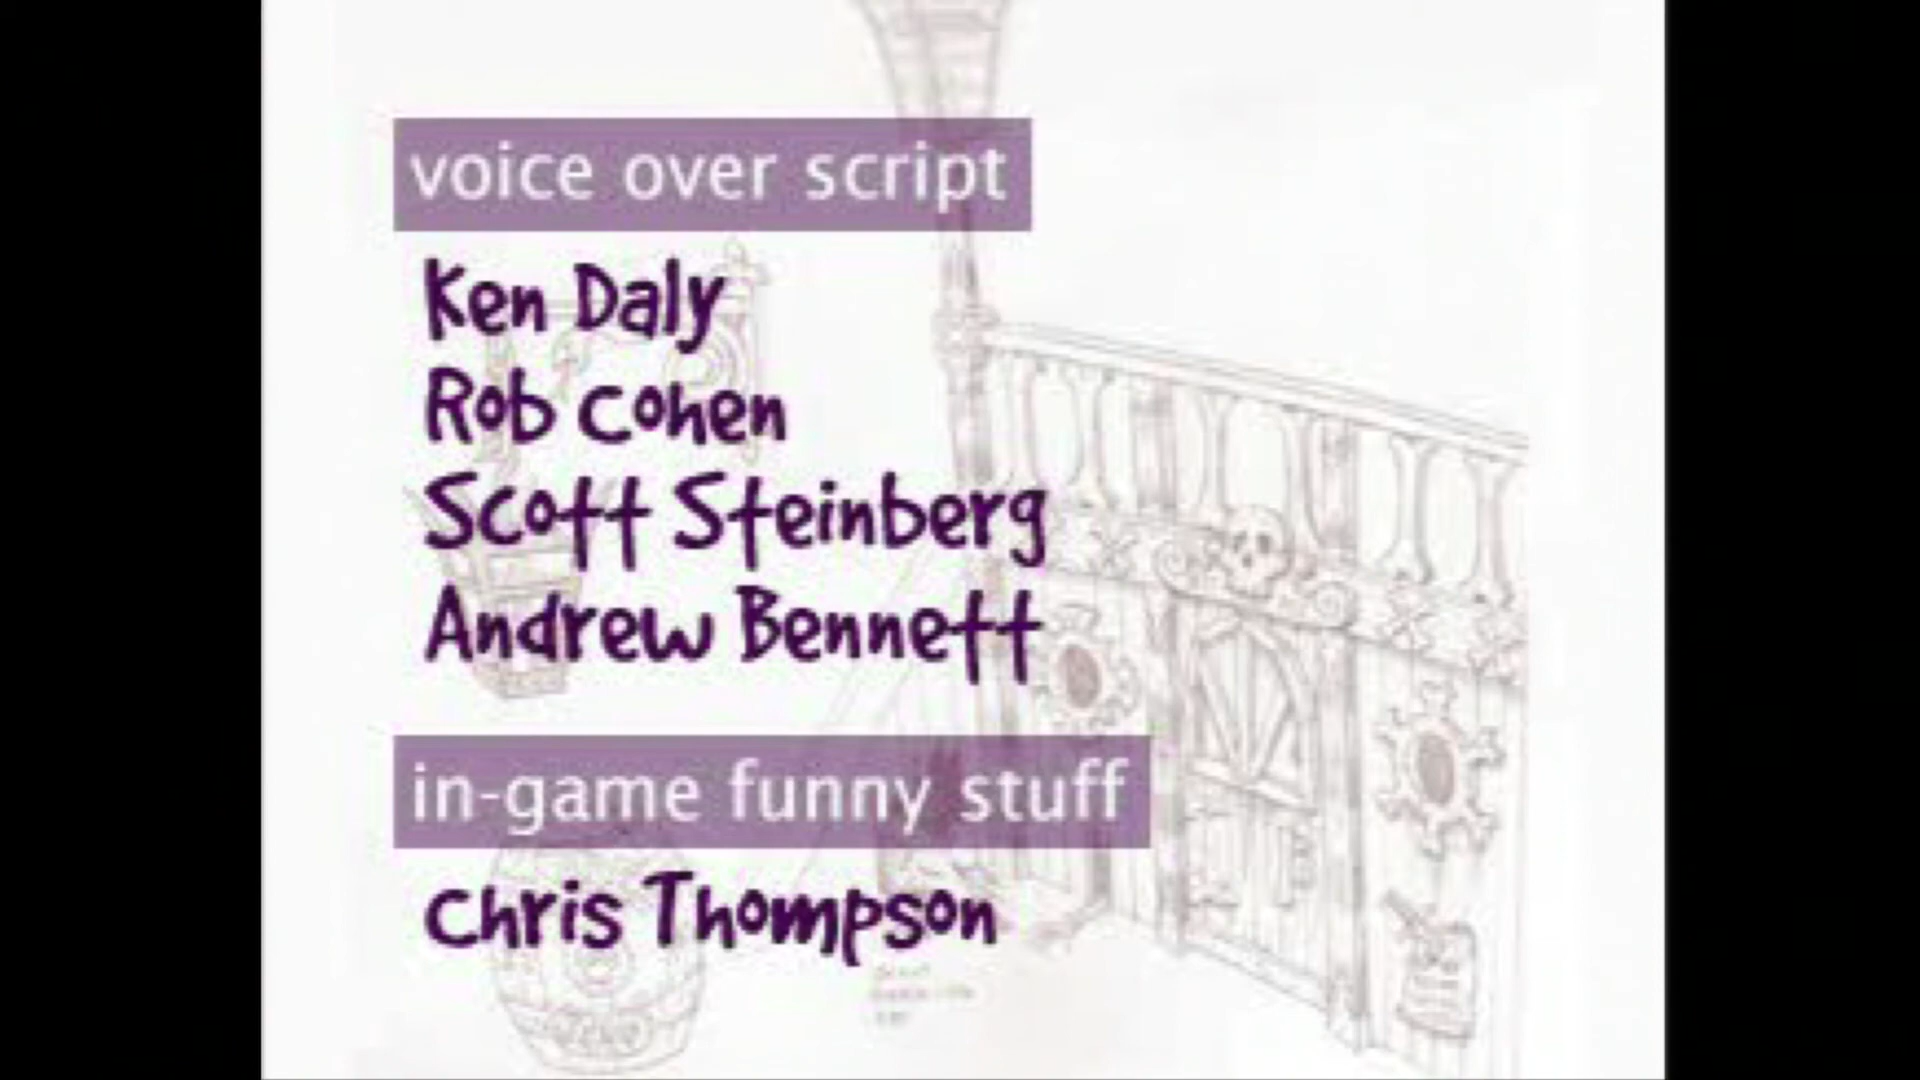 voice over script
Ken Daly
Rob Cohen
Scott Steinberg
Andrew Bennett
in-game funny stuff
Chris Thompson